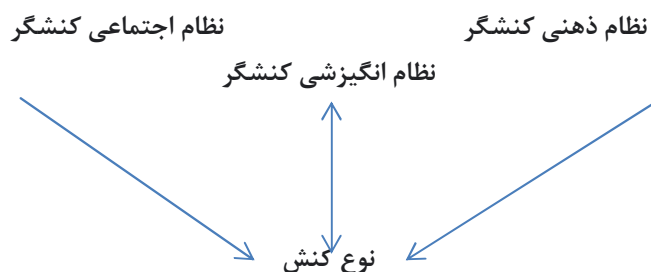 نظام ذهنی کنشگر
نظام اجتماعی کنشگر
نظام انگیزشی کنشگر
نوع کنش